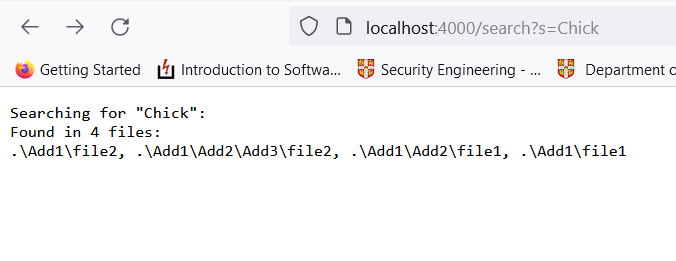 localhost:4000/search?s=Chick
Getting Started Introduction to Softwa... Security Engineering - ... Department
Searching for "Chick":
Found in 4 files:
.\Add1\file2, .\Add1\Add2\Add3\file2, .\Add1\Add2\file1, .\Add1\file1